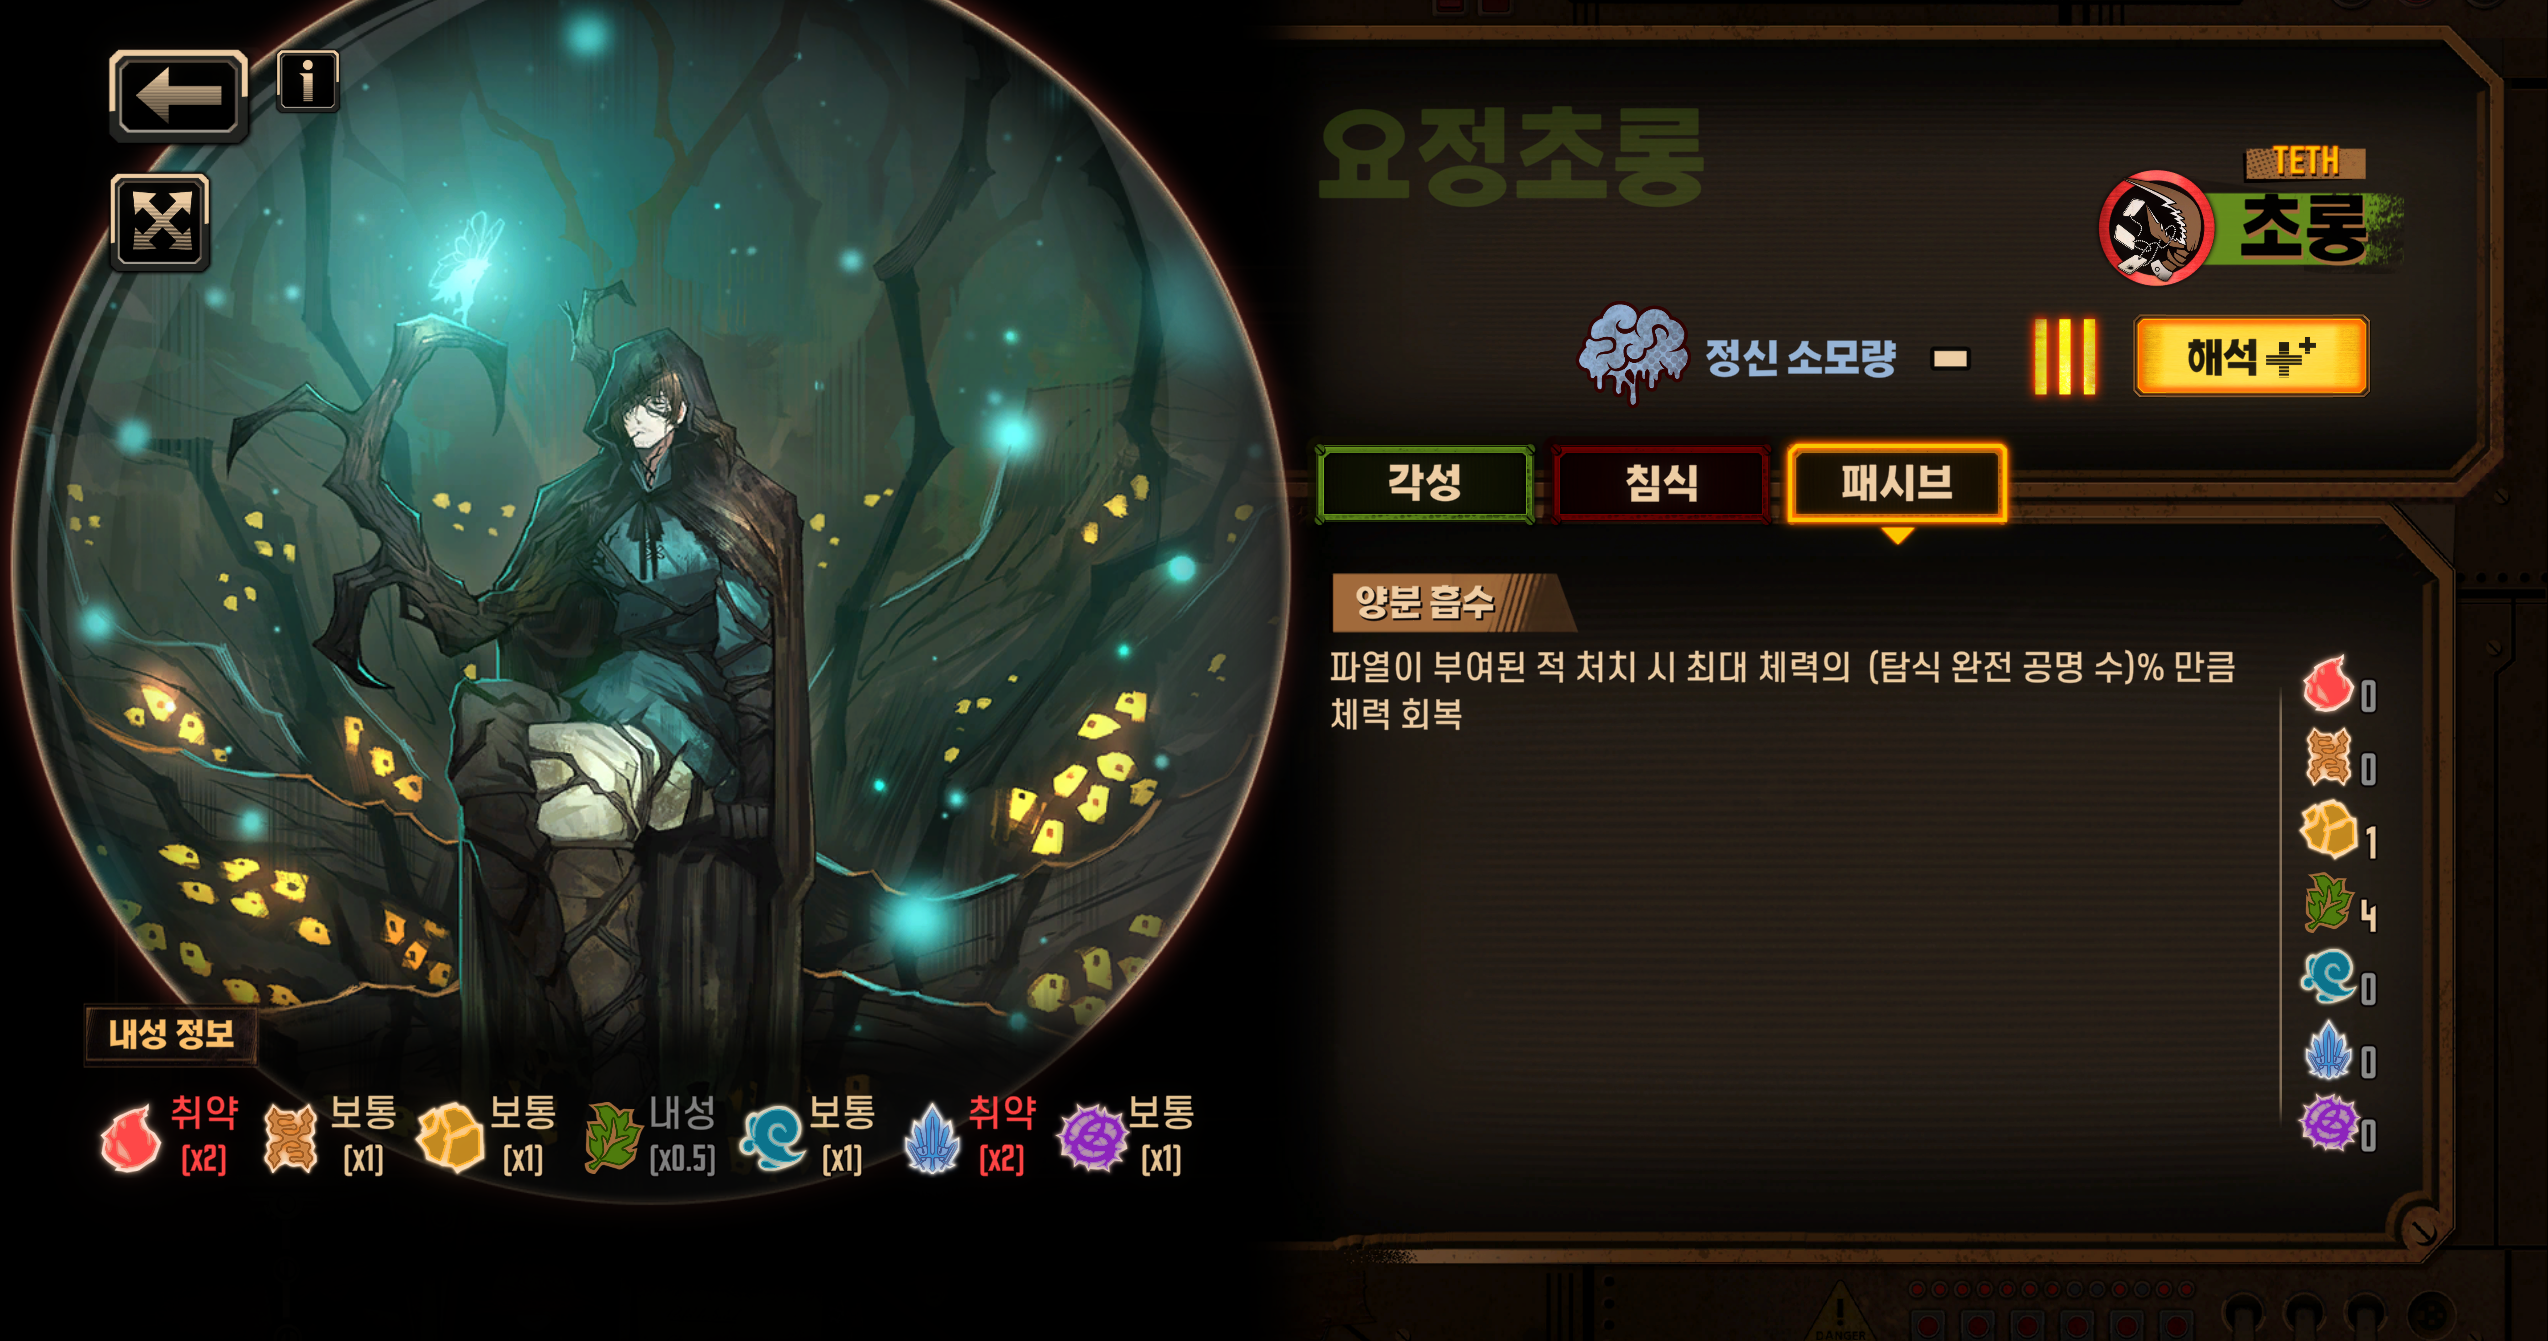 i
요정초롱
TETH
초롱
정신 소모량 -
해석
각성 침식 패시브
양분 흡수
파열이 부여된 적 처치 시 최대 체력의 (탐식 완전 공명 수)% 만큼
체력 회복
0
0
1
4
0
0
0
내성 정보
취약 보통 보통 내성 보통 취약 보통
(x2) (x1) (x1) (x0.5) (x1) (x2) (x1)
DANGER